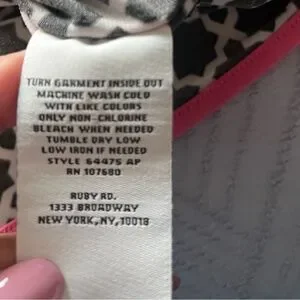 TURN GARMENT INSIDE OUT
MACHINE WASH COLD
WITH LIKE COLORS
ONLY NON-CHLORINE
BLEACH WHEN NEEDED
TUMBLE DRY LOW
LOW IRON IF NEEDED
STYLE 64475 AP
RN 107680
RUBY RD.
1333 BROADWAY
NEW YORK, NY, 10018